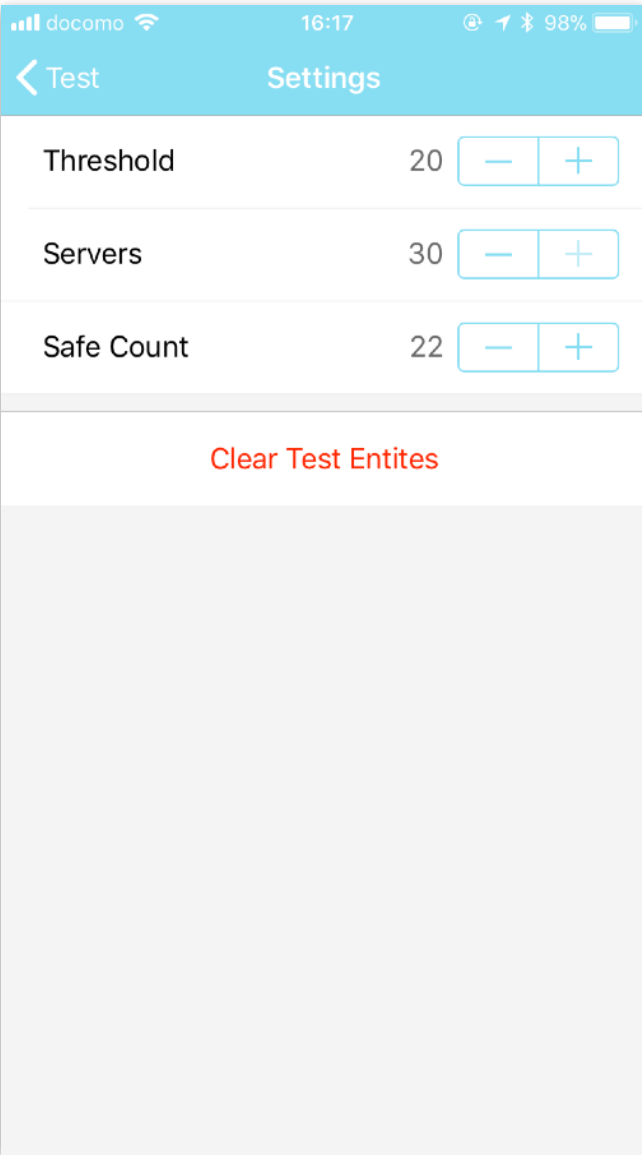 docomo 16:17 98%
Test Settings
Threshold 20 − +
Servers 30 − +
Safe Count 22 − +
Clear Test Entites